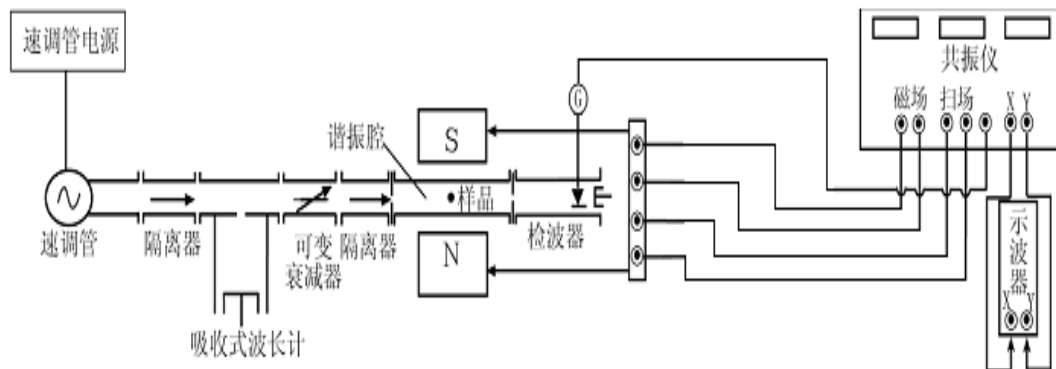 速调管电源
共振仪
G
磁场 扫场 X Y
谐振腔
S
样品
速调管
隔离器
可变
衰减器
隔离器
N
检波器
示
波
器
X Y
吸收式波长计